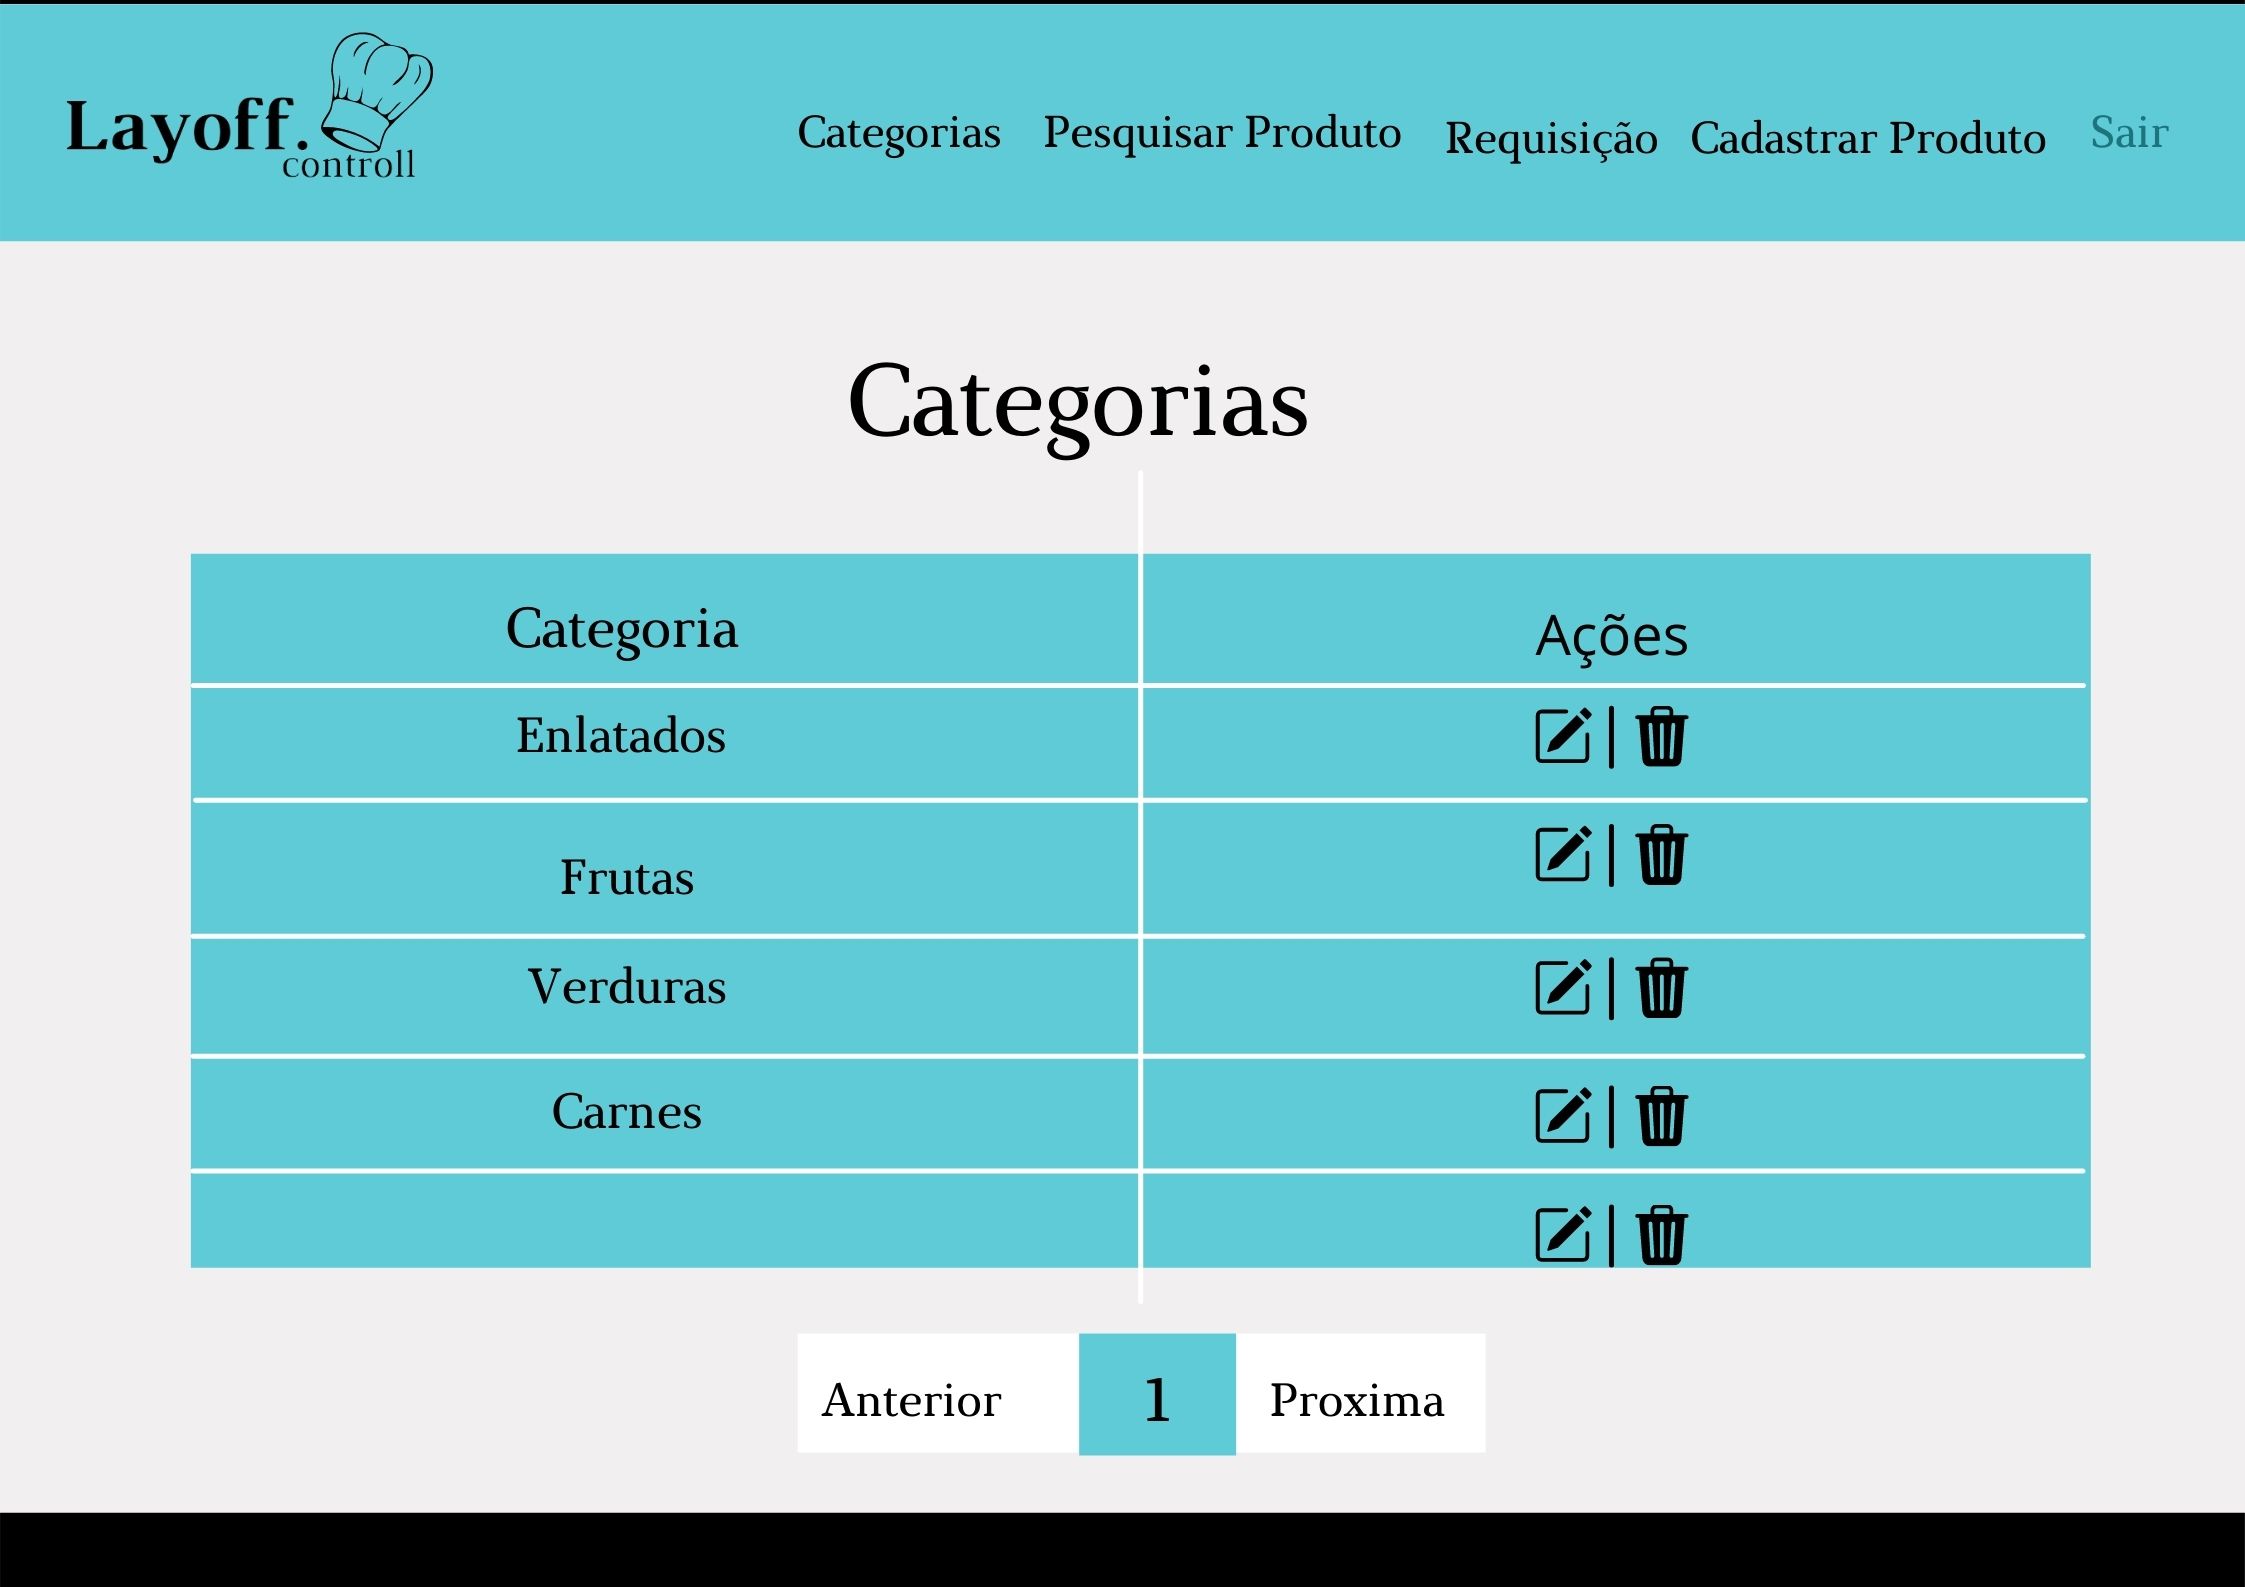 Layoff.
controll
Categorias Pesquisar Produto Requisição Cadastrar Produto Sair
Categorias
Categoria Ações
Enlatados
Frutas
Verduras
Carnes
Anterior 1 Proxima